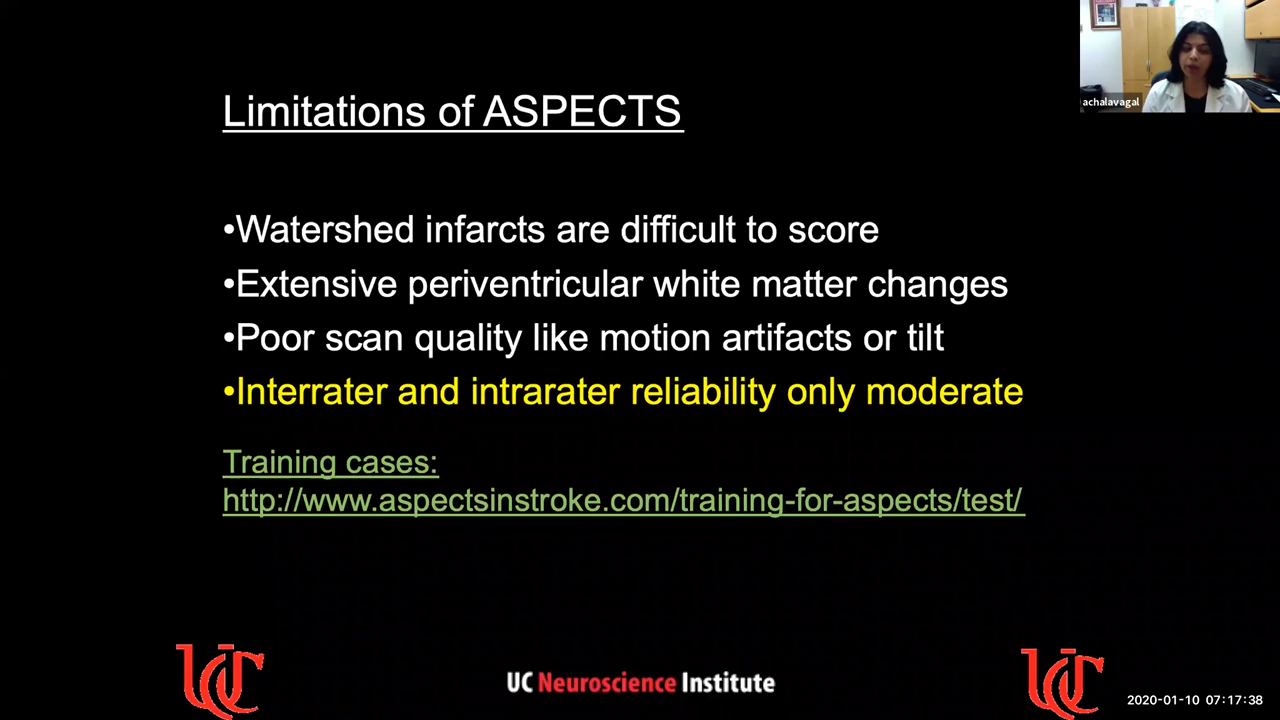 achalavagal
Limitations of ASPECTS
•Watershed infarcts are difficult to score
•Extensive periventricular white matter changes
•Poor scan quality like motion artifacts or tilt
•Interrater and intrarater reliability only moderate
Training cases:
http://www.aspectsinstroke.com/training-for-aspects/test/
UC
UC Neuroscience Institute
UC
2020-01-10 07:17:38